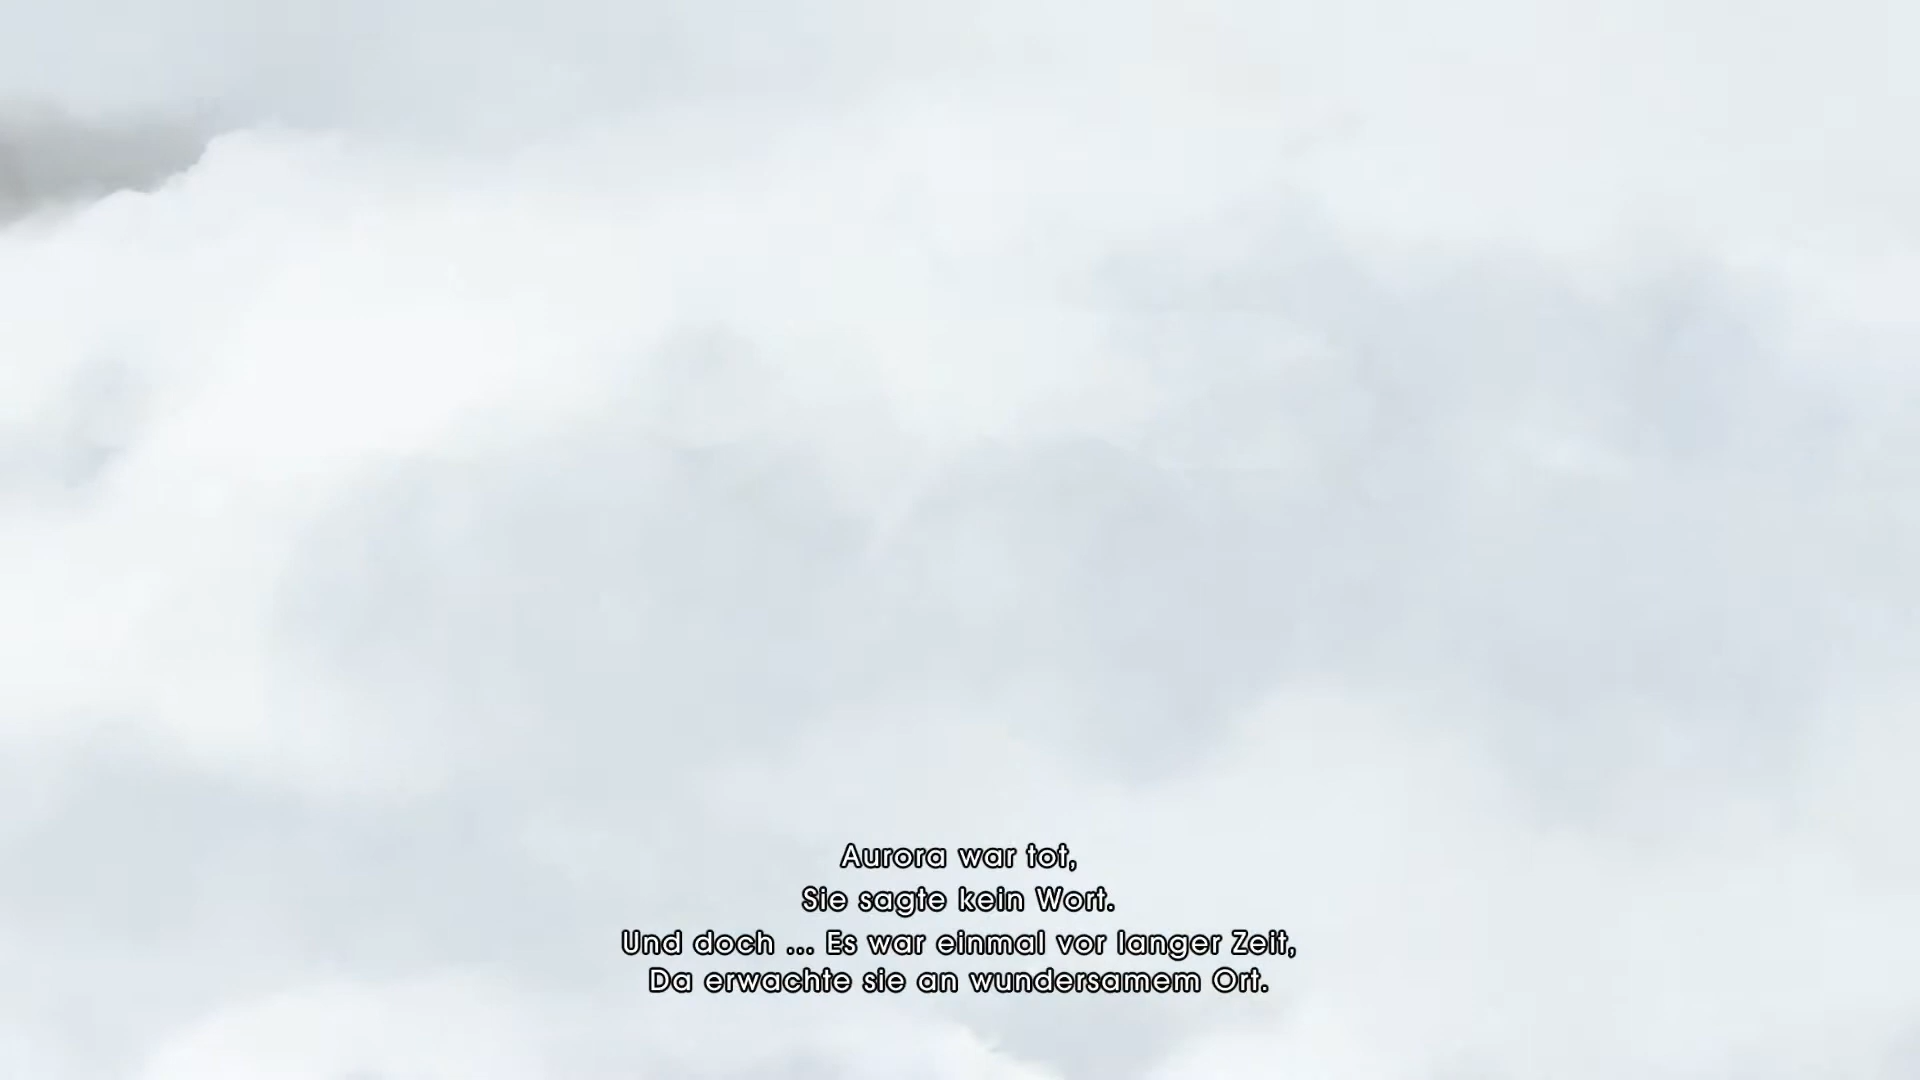 Aurora war tot,
Sie sagte kein Wort.
Und doch ... Es war einmal vor langer Zeit,
Da erwachte sie an wundersamem Ort.